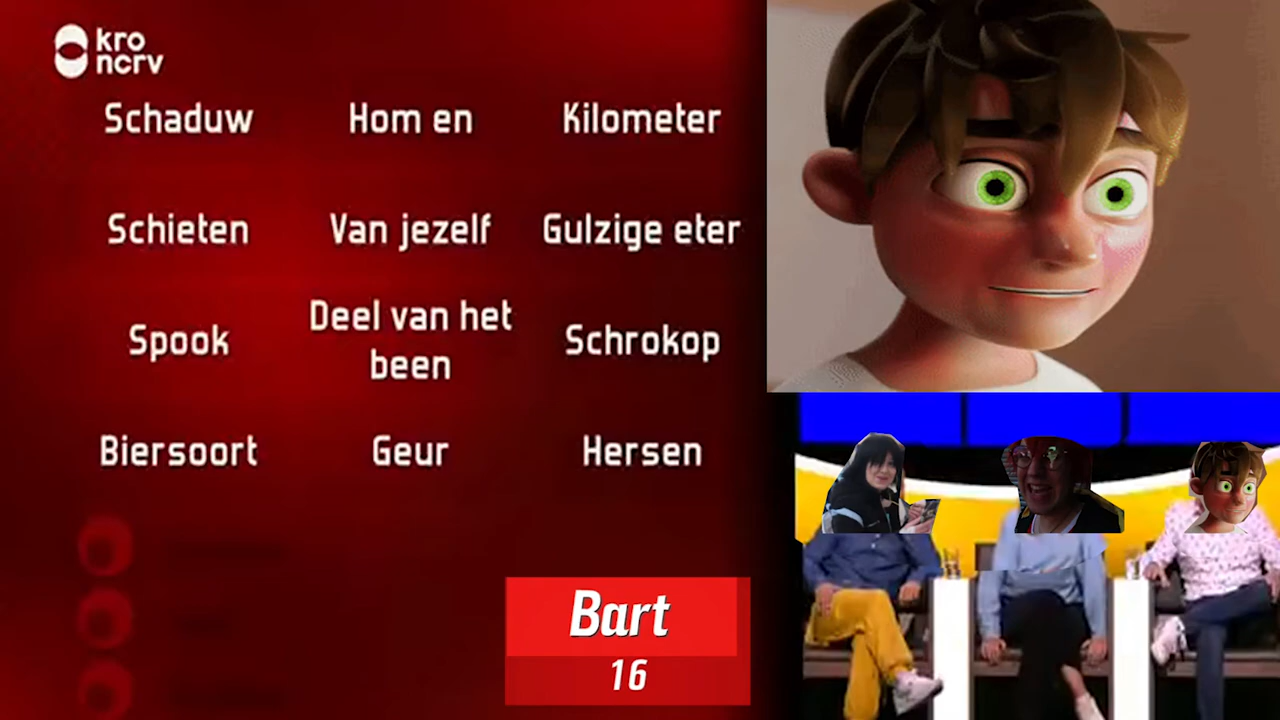 kro
ncrv
Schaduw Hom en Kilometer
Schieten Van jezelf Gulzige eter
Spook Deel van het been Schrokop
Biersoort Geur Hersen
Bart
16